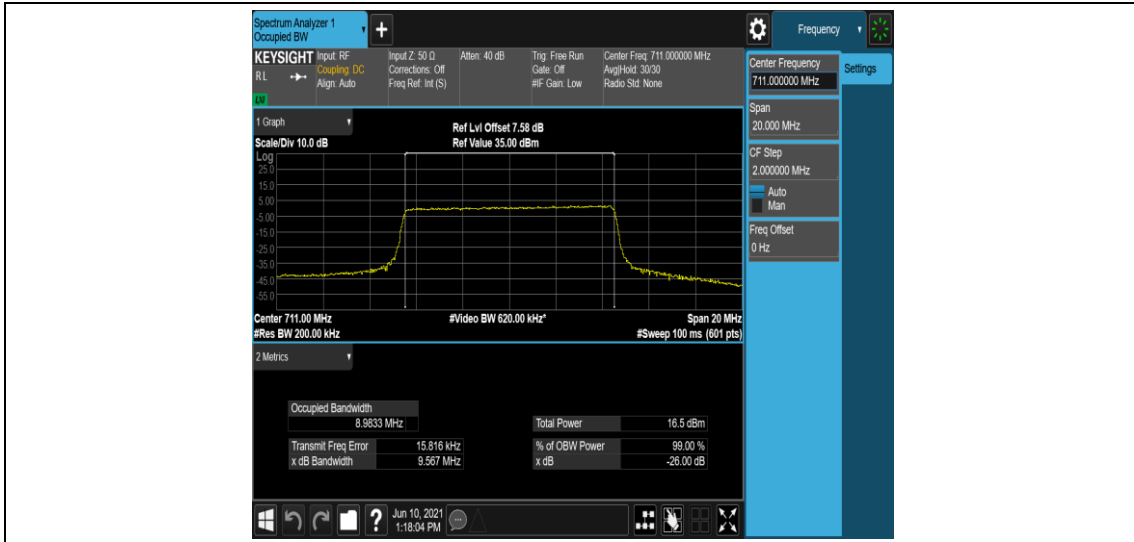 Spectrum Analyzer 1
Occupied BW
+
Frequency
KEYSIGHT
RL
LXI
Input: RF
Coupling: DC
Align: Auto
Input Z: 50 Ω
Corrections: Off
Freq Ref: Int (S)
Atten: 40 dB
Trig: Free Run
Gate: Off
#IF Gain: Low
Center Freq: 711.000000 MHz
Avg|Hold: 30/30
Radio Std: None
Center Frequency
711.000000 MHz
Settings
Span
20.000 MHz
CF Step
2.000000 MHz
Auto
Man
Freq Offset
0 Hz
1 Graph
Scale/Div 10.0 dB
Ref Lvl Offset 7.58 dB
Ref Value 35.00 dBm
Log
25.0
15.0
5.00
-5.00
-15.0
-25.0
-35.0
-45.0
-55.0
Center 711.00 MHz
#Video BW 620.00 kHz*
Span 20 MHz
#Res BW 200.00 kHz
#Sweep 100 ms (601 pts)
2 Metrics
Occupied Bandwidth
8.9833 MHz
Total Power 16.5 dBm
Transmit Freq Error 15.816 kHz
% of OBW Power 99.00 %
x dB Bandwidth 9.567 MHz
x dB -26.00 dB
?
Jun 10, 2021
1:18:04 PM